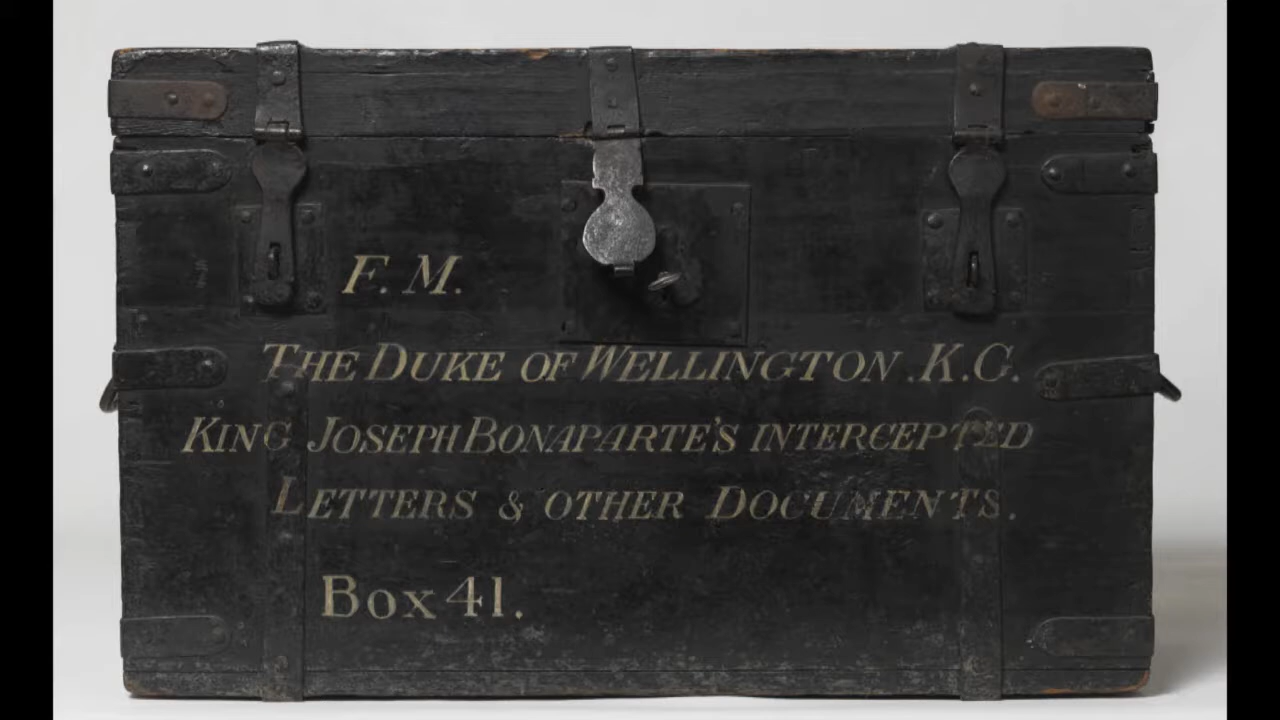 F. M.
THE DUKE OF WELLINGTON .K.G.
KING JOSEPH BONAPARTE'S INTERCEPTED
LETTERS & OTHER DOCUMENTS.
Box 41.